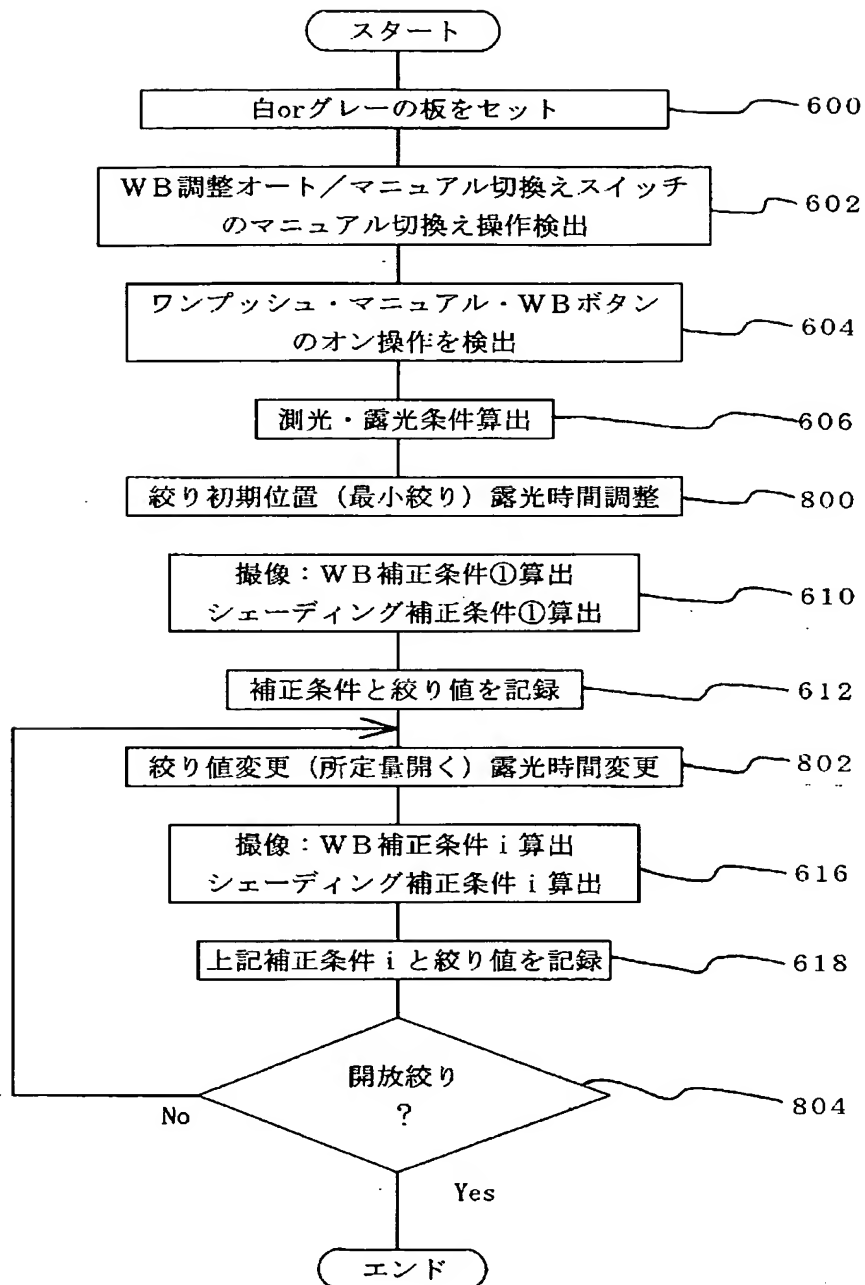 スタート
白orグレーの板をセット
600
WB調整オート/マニュアル切換えスイッチ
のマニュアル切換え操作検出
602
ワンプッシュ・マニュアル・WBボタン
のオン操作を検出
604
測光・露光条件算出
606
絞り初期位置(最小絞り)露光時間調整
800
撮像:WB補正条件①算出
シェーディング補正条件①算出
610
補正条件と絞り値を記録
612
絞り値変更(所定量開く)露光時間変更
802
撮像:WB補正条件i算出
シェーディング補正条件i算出
616
上記補正条件iと絞り値を記録
618
開放絞り
?
804
No
Yes
エンド